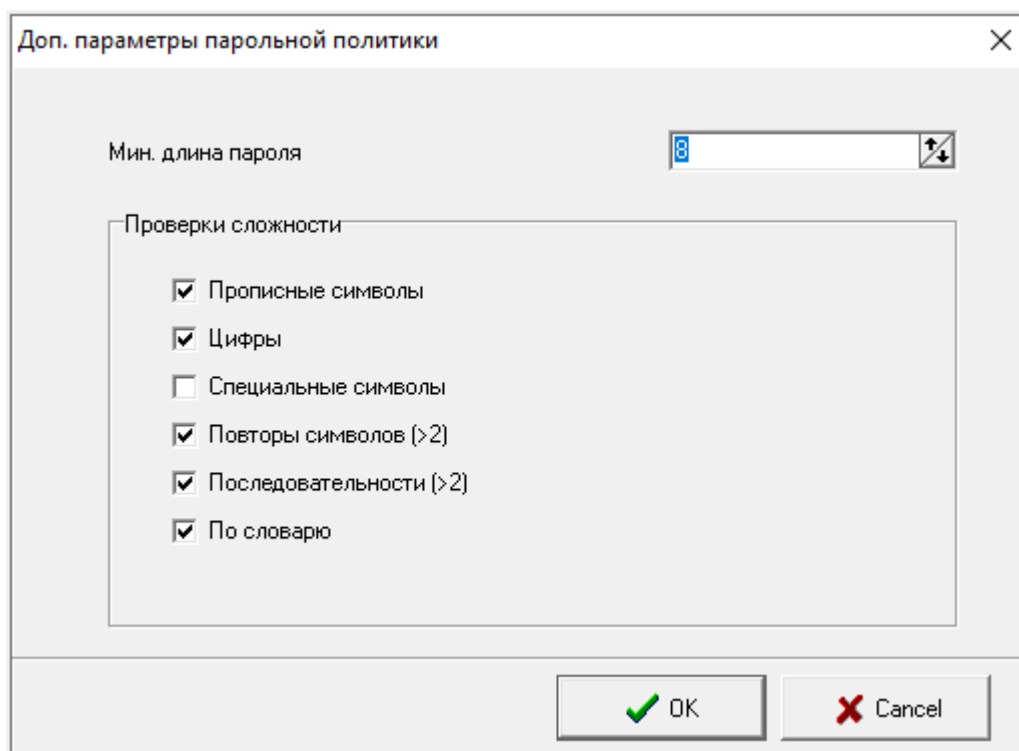 Доп. параметры парольной политики
Мин. длина пароля 8
Проверки сложности
Прописные символы
Цифры
Специальные символы
Повторы символов (>2)
Последовательности (>2)
По словарю
OK Cancel